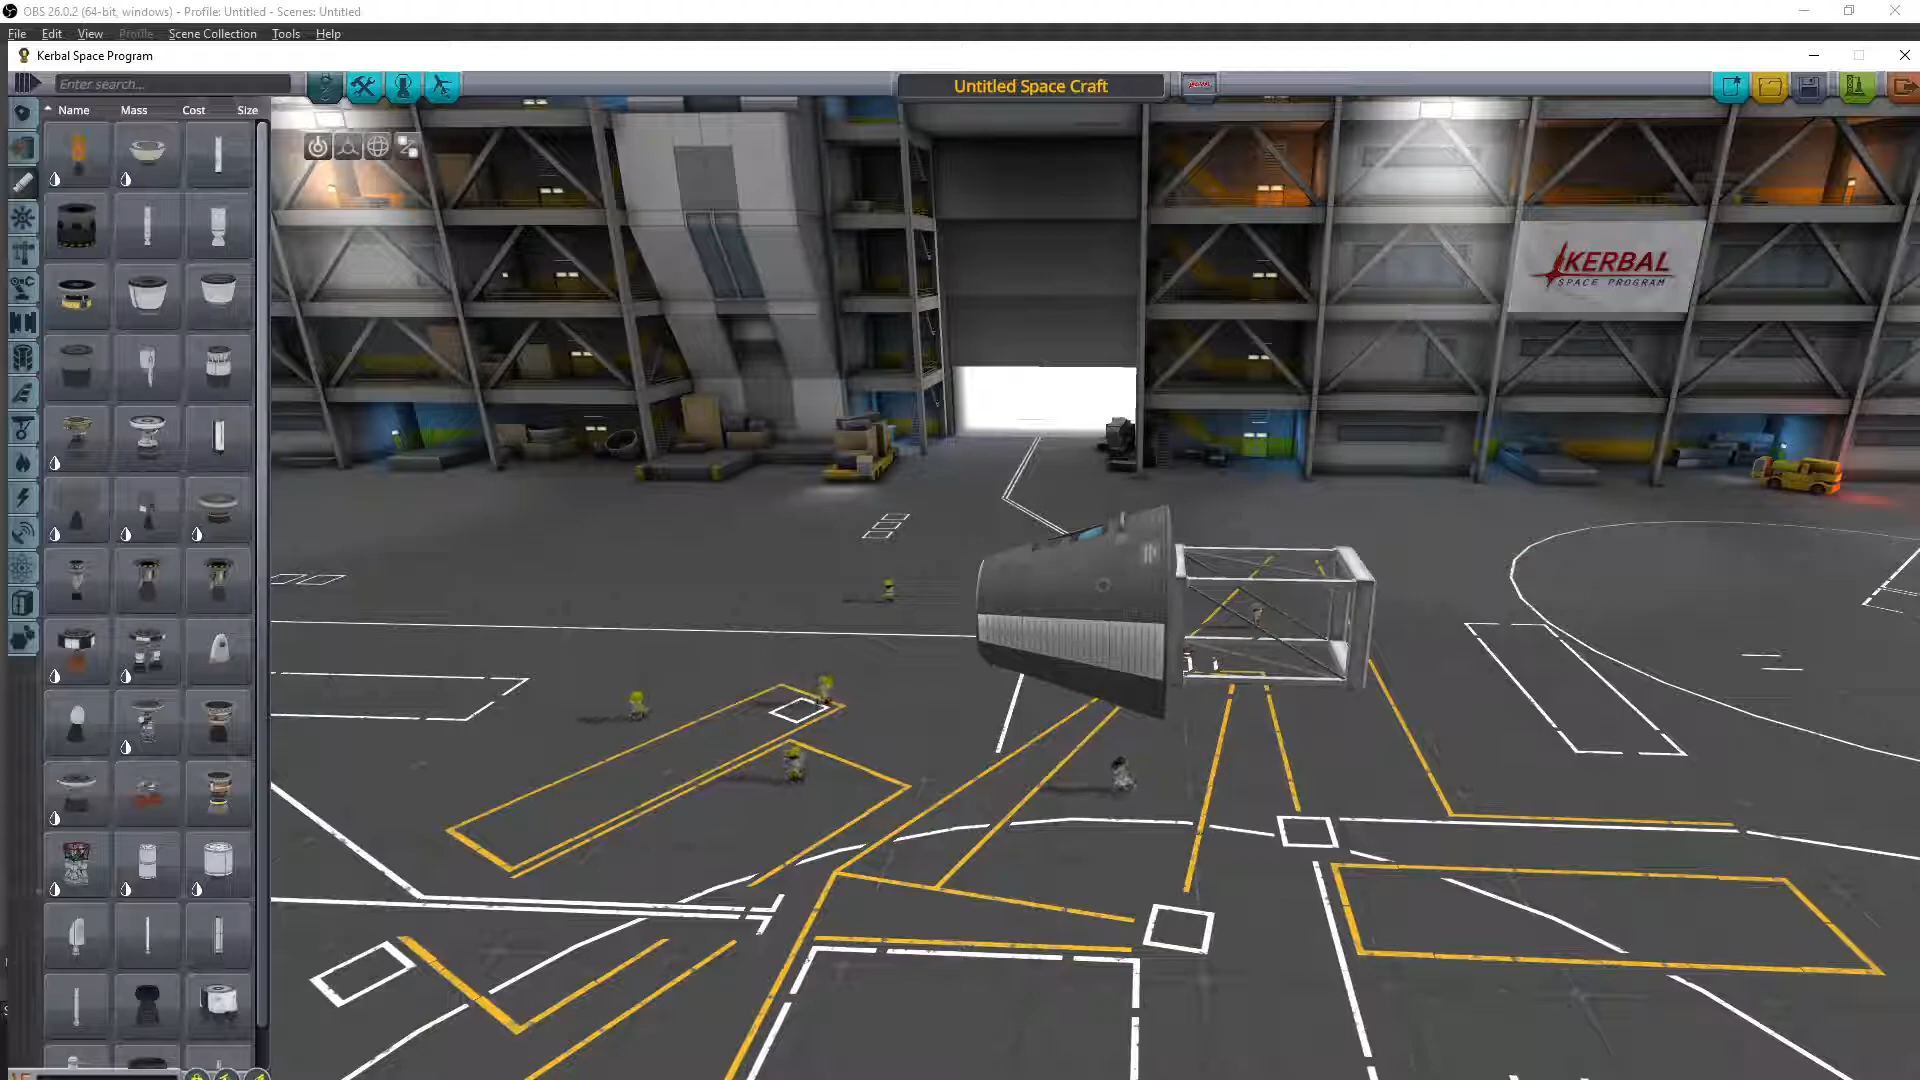 OBS 26.0.2 (64-bit, windows) - Profile: Untitled - Scenes: Untitled
File Edit View Profile Scene Collection Tools Help
Kerbal Space Program
Enter search...
Untitled Space Craft
Name Mass Cost Size
KERBAL
SPACE PROGRAM